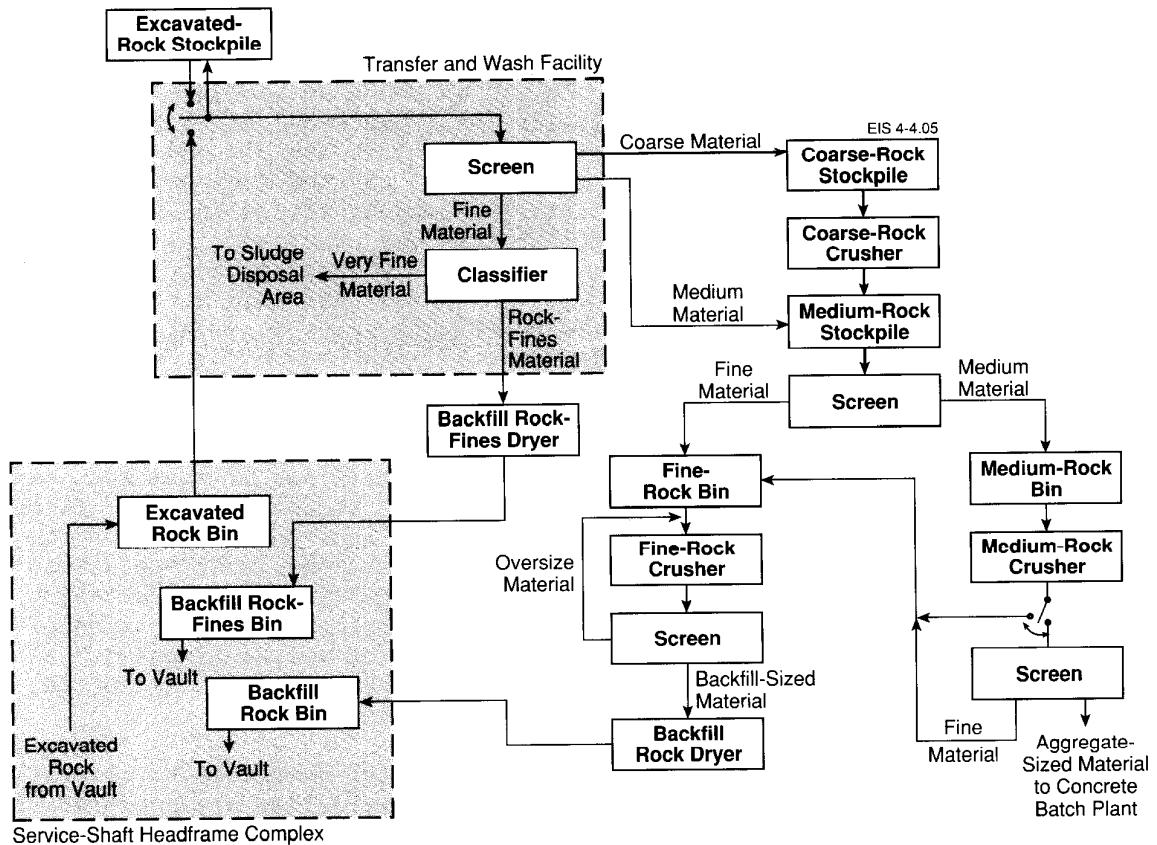 Excavated-
Rock Stockpile
Transfer and Wash Facility
EIS 4-4.05
Coarse Material
Coarse-Rock
Stockpile
Screen
Fine
Material
Coarse-Rock
Crusher
To Sludge
Disposal
Area
Very Fine
Material
Classifier
Medium
Material
Medium-Rock
Stockpile
Rock-
Fines
Material
Fine
Material
Screen
Medium
Material
Backfill Rock-
Fines Dryer
Fine-
Rock Bin
Medium-Rock
Bin
Excavated
Rock Bin
Oversize
Material
Fine-Rock
Crusher
Medium-Rock
Crusher
Backfill Rock-
Fines Bin
Screen
Screen
To Vault
Backfill
Rock Bin
Backfill-Sized
Material
Excavated
Rock
from Vault
To Vault
Backfill
Rock Dryer
Fine
Material
Aggregate-
Sized Material
to Concrete
Batch Plant
Service-Shaft Headframe Complex